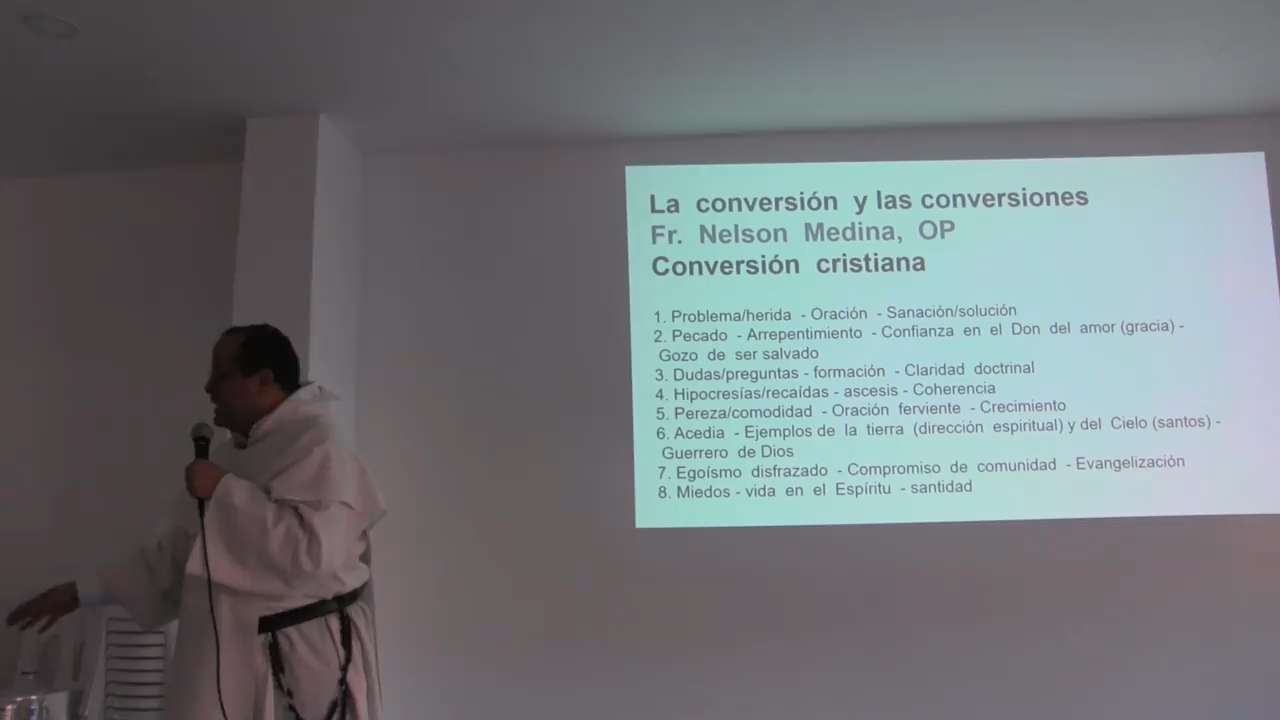 La conversión y las conversiones
Fr. Nelson Medina, OP
Conversión cristiana
1. Problema/herida - Oración - Sanación/solución
2. Pecado - Arrepentimiento - Confianza en el Don del amor (gracia) -
Gozo de ser salvado
3. Dudas/preguntas - formación - Claridad doctrinal
4. Hipocresías/recaídas - ascesis - Coherencia
5. Pereza/comodidad - Oración ferviente - Crecimiento
6. Acedia - Ejemplos de la tierra (dirección espiritual) y del Cielo (santos) -
Guerrero de Dios
7. Egoísmo disfrazado - Compromiso de comunidad - Evangelización
8. Miedos - vida en el Espíritu - santidad